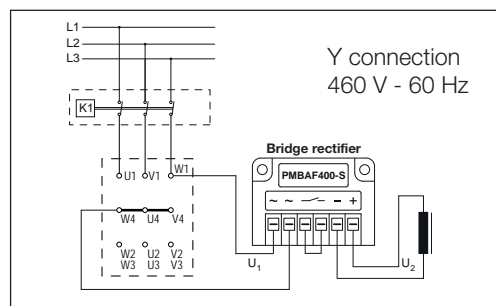 L1
L2
L3
Y connection
460 V - 60 Hz
K1
Bridge rectifier
PMBAF400-S
~ ~ - +
U1 V1 W1
W4 U4 V4
W2 U2 V2
W3 U3 V3
U1
U2